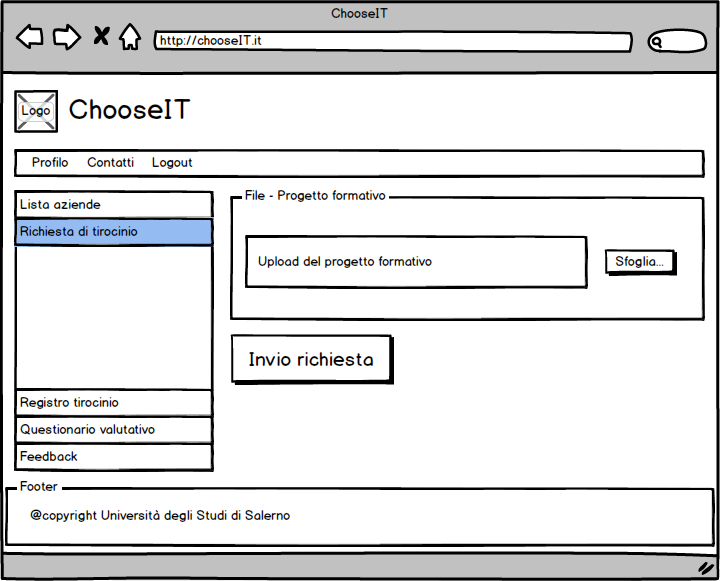 ChooseIT
http://chooseIT.it
Logo
ChooseIT
Profilo Contatti Logout
Lista aziende
Richiesta di tirocinio
Registro tirocinio
Questionario valutativo
Feedback
File - Progetto formativo
Upload del progetto formativo
Sfoglia...
Invio richiesta
Footer
@copyright Università degli Studi di Salerno